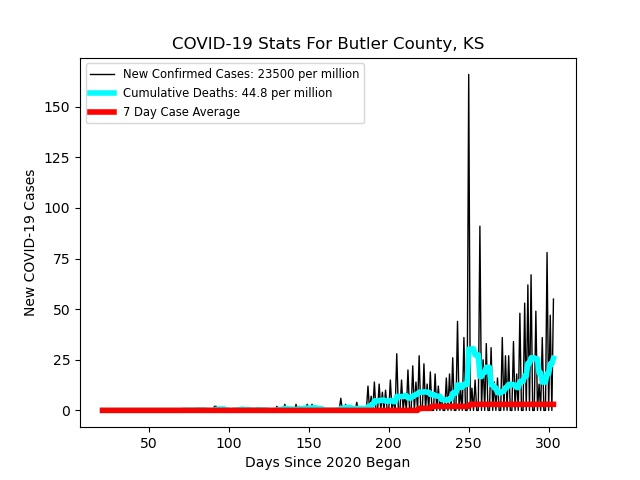 COVID-19 Stats For Butler County, KS
New Confirmed Cases: 23500 per million
Cumulative Deaths: 44.8 per million
7 Day Case Average
New COVID-19 Cases
150
125
100
75
50
25
0
50 100 150 200 250 300
Days Since 2020 Began